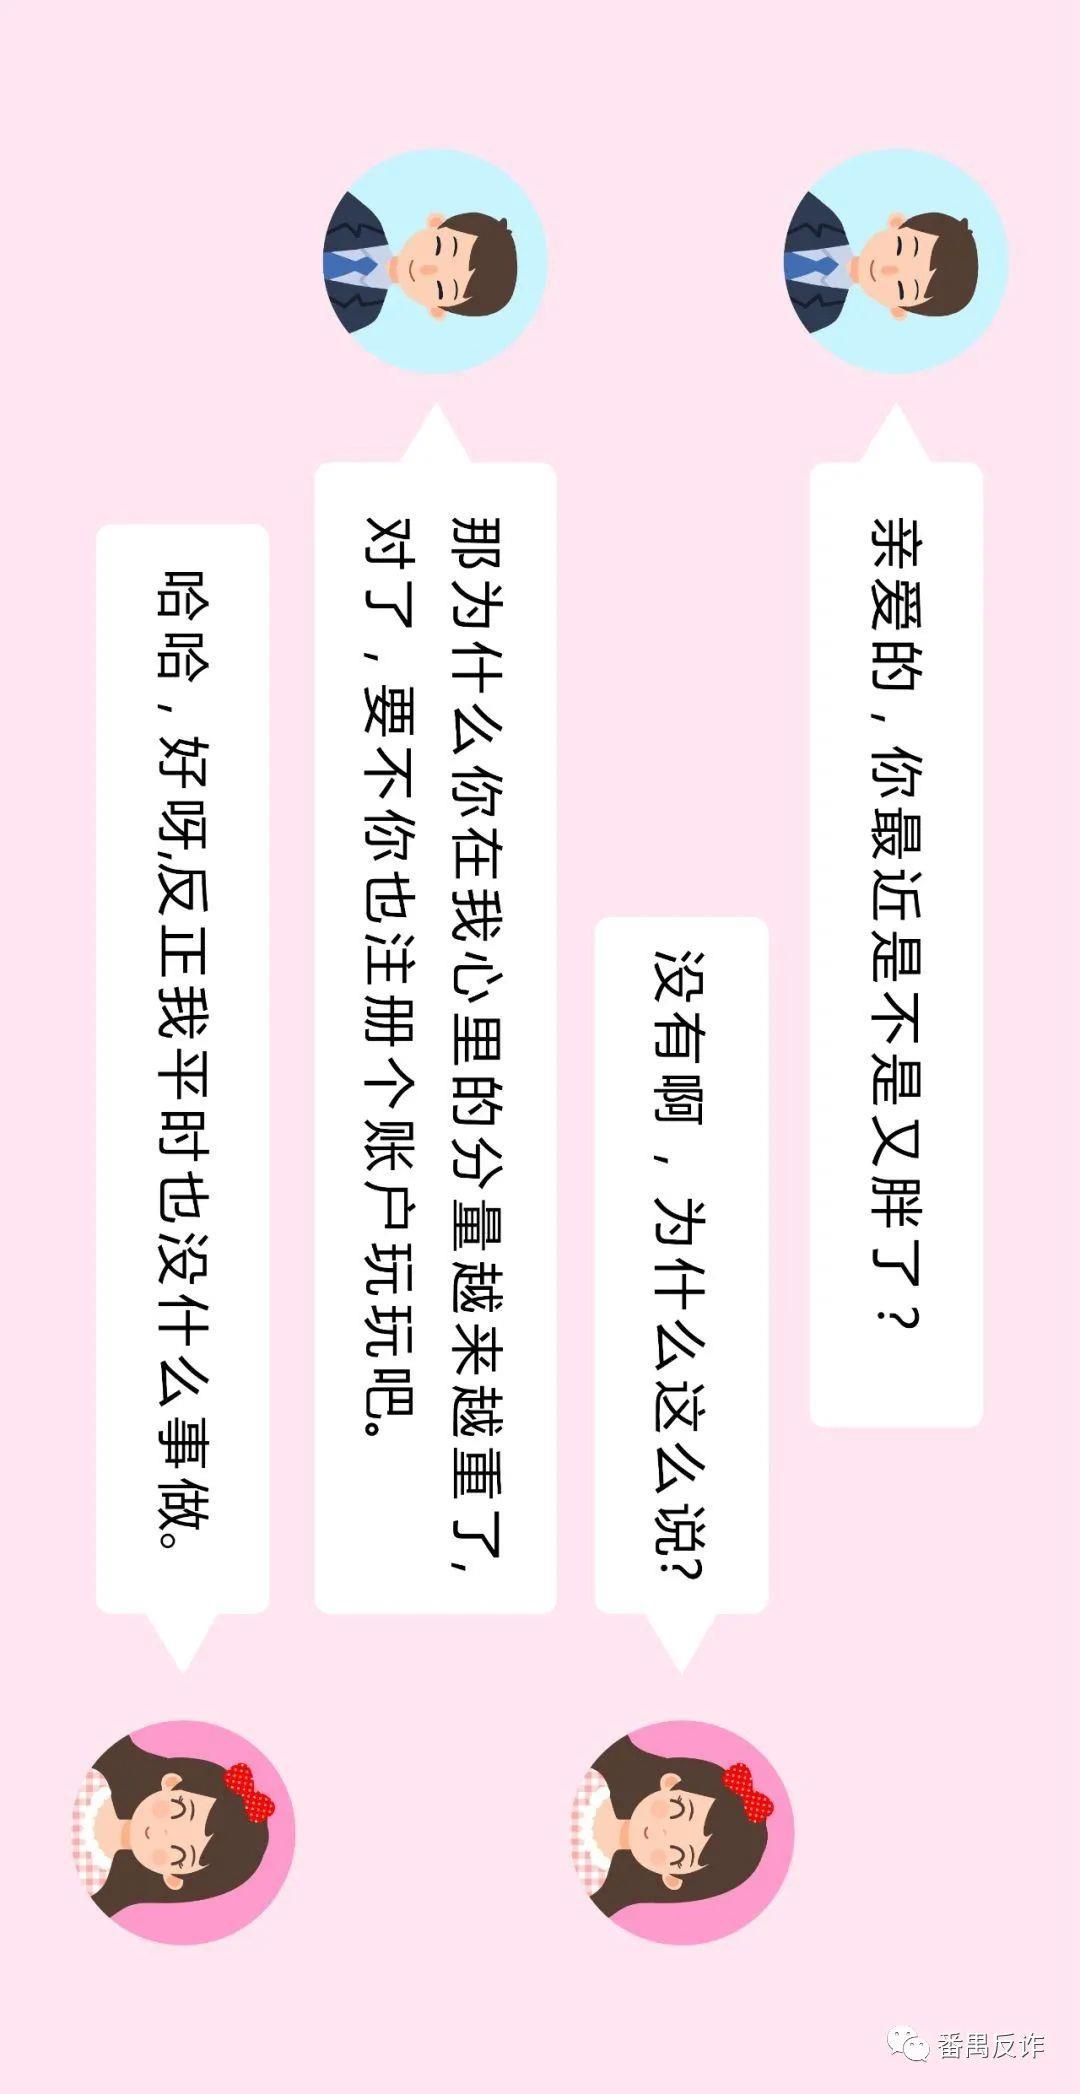 亲爱的，你最近是不是又胖了？
没有啊，为什么这么说?
那为什么你在我心里的分量越来越重了，
对了，要不你也注册个账户玩玩吧。
哈哈，好呀,反正我平时也没什么事做。
番禺反诈